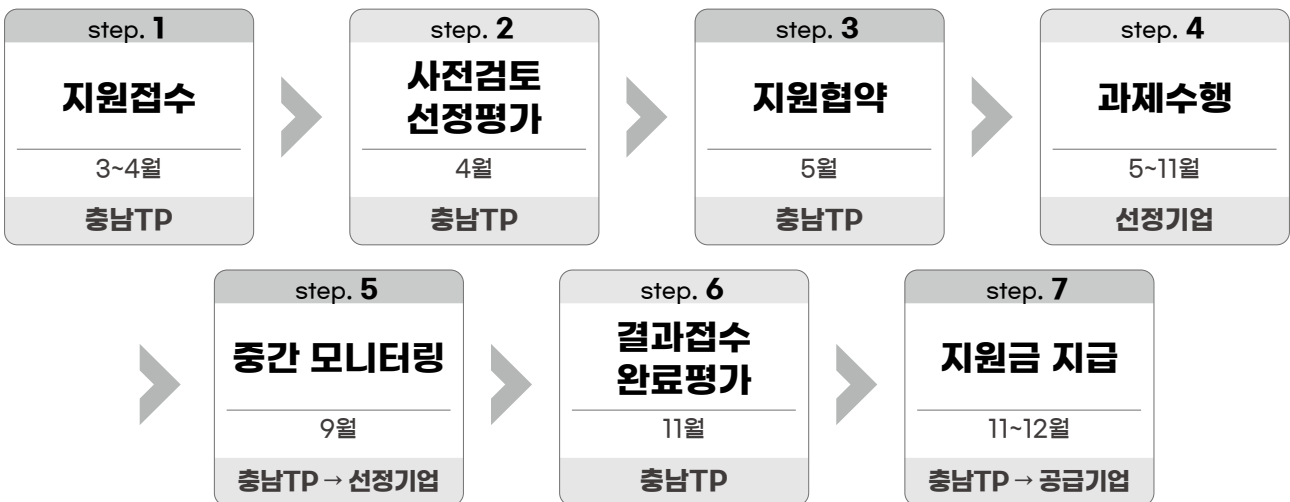 step. 1
지원접수
3~4월
충남TP
step. 2
사전검토
선정평가
4월
충남TP
step. 3
지원협약
5월
충남TP
step. 4
과제수행
5~11월
선정기업
step. 5
중간 모니터링
9월
충남TP → 선정기업
step. 6
결과접수
완료평가
11월
충남TP
step. 7
지원금 지급
11~12월
충남TP → 공급기업